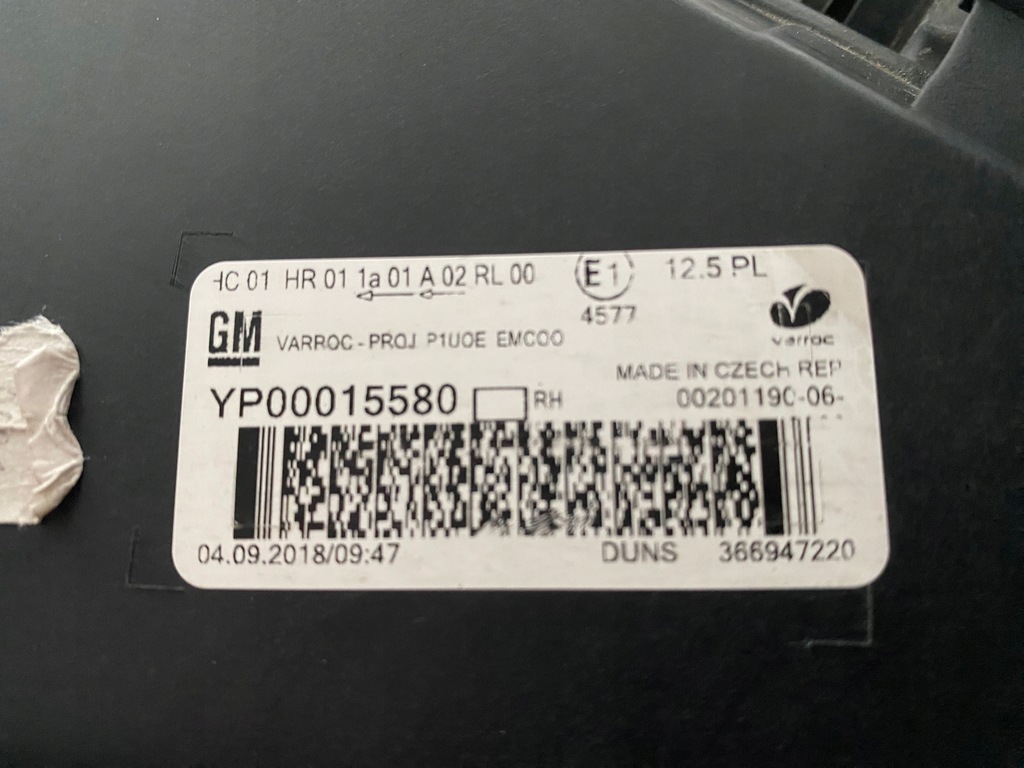 HC 01 HR 01 1a 01 A 02 RL 00
E1
12.5 PL
4577
GM
VARROC - PROJ P1UOE EMCOO
varroc
MADE IN CZECH REP
YP00015580
RH
00201190-06-
04.09.2018/09:47
DUNS 366947220